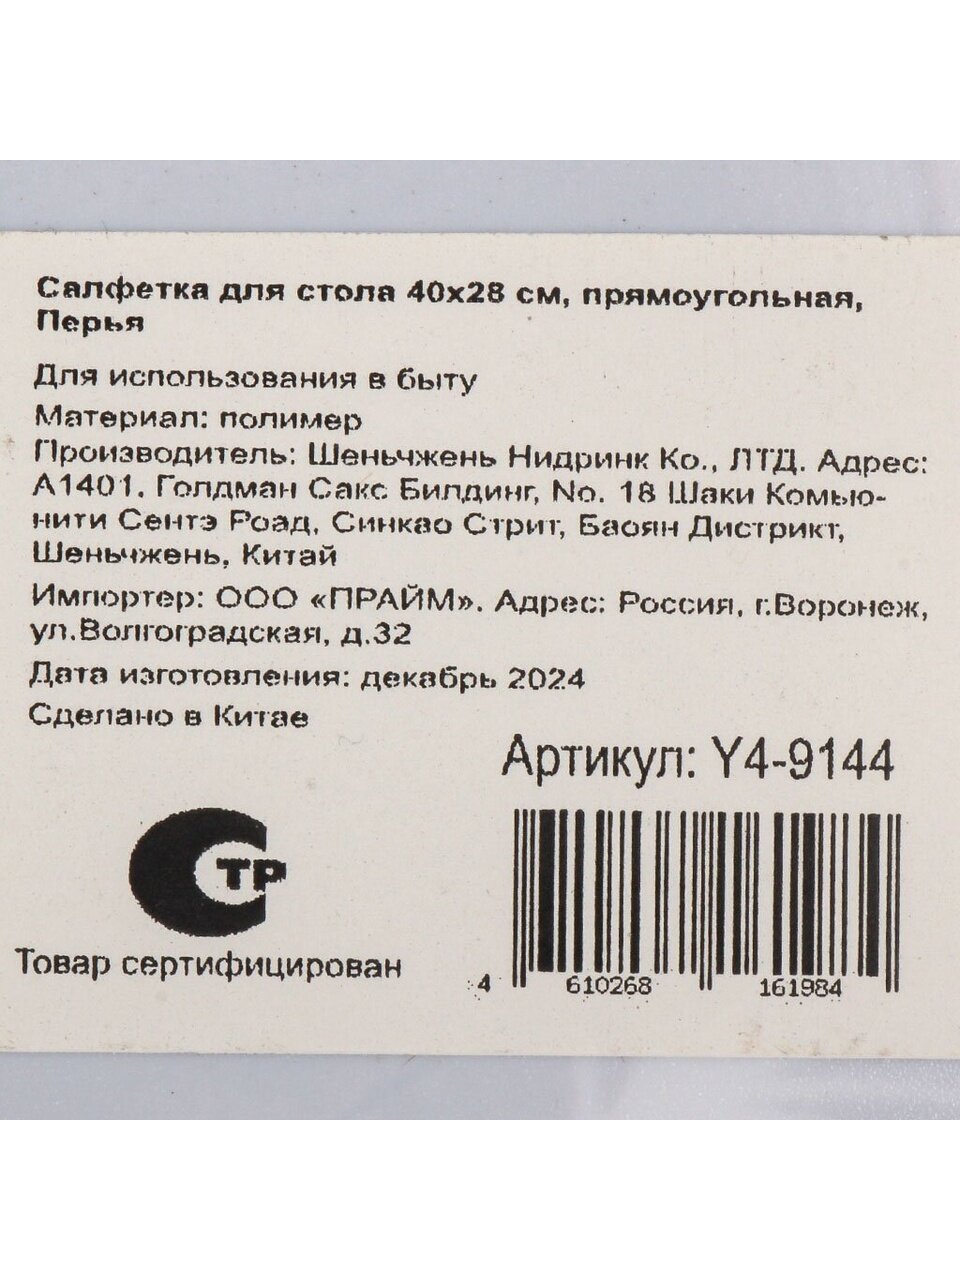 Салфетка для стола 40х28 см, прямоугольная,
Перья
Для использования в быту
Материал: полимер
Производитель: Шеньчжень Нидринк Ко., ЛТД. Адрес:
А1401. Голдман Сакс Билдинг, No. 18 Шаки Комью-
нити Сентэ Роад, Синкао Стрит, Баоян Дистрикт,
Шеньчжень, Китай
Импортер: ООО «ПРАЙМ». Адрес: Россия, г.Воронеж,
ул.Волгоградская, д.32
Дата изготовления: декабрь 2024
Сделано в Китае
Артикул: Y4-9144
СТР
Товар сертифицирован
4 610268 161984